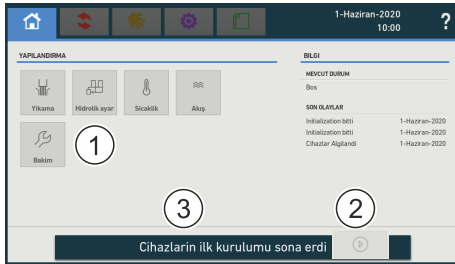 1-Haziran-2020
10:00
?
YAPILANDIRMA
Yikama
Hidrolik ayar
Sicaklik
Akış
Bakim
1
BILGI
MEVCUT DURUM
Bos
SON OLAYLAR
Initialization bitti 1-Haziran-2020
Initialization bitti 1-Haziran-2020
Cihazlar Algilandi 1-Haziran-2020
3
2
Cihazlarin ilk kurulumu sona erdi